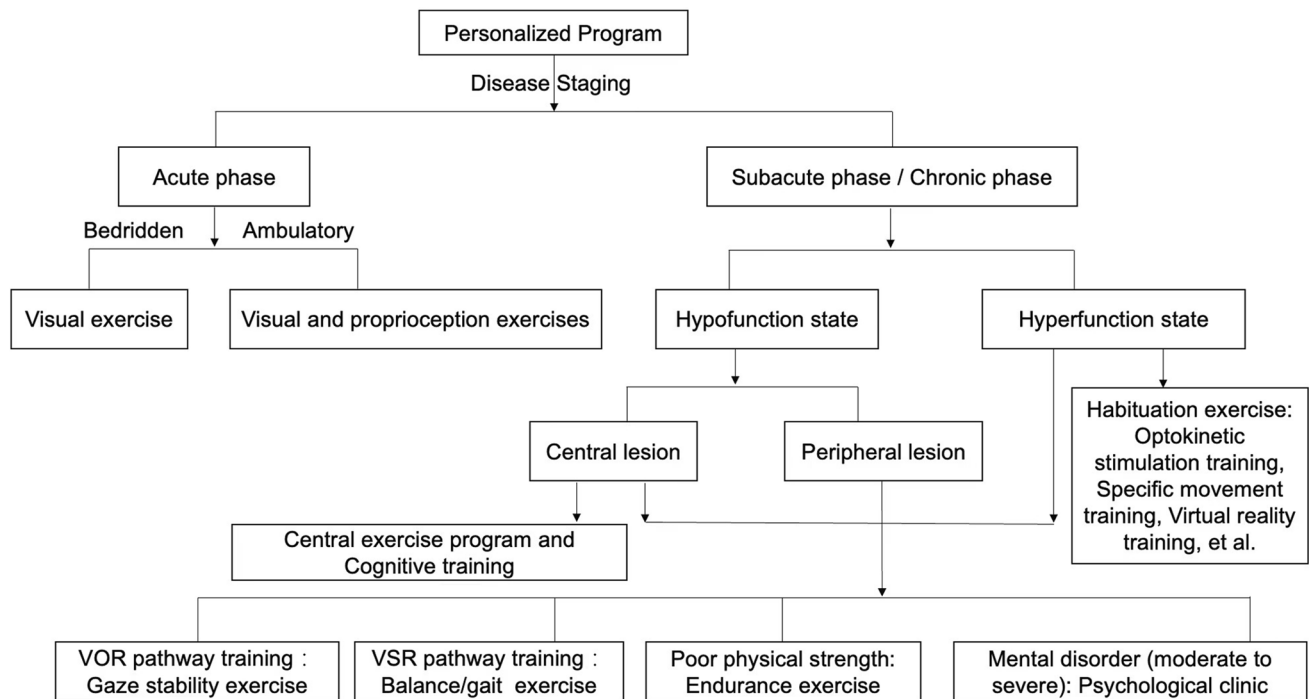 Personalized Program
Disease Staging
Acute phase
Subacute phase / Chronic phase
Bedridden
Ambulatory
Visual exercise
Visual and proprioception exercises
Hypofunction state
Hyperfunction state
Habituation exercise:
Optokinetic
stimulation training,
Specific movement
training, Virtual reality
training, et al.
Central lesion
Peripheral lesion
Central exercise program and
Cognitive training
VOR pathway training：
Gaze stability exercise
VSR pathway training：
Balance/gait exercise
Poor physical strength:
Endurance exercise
Mental disorder (moderate to
severe): Psychological clinic